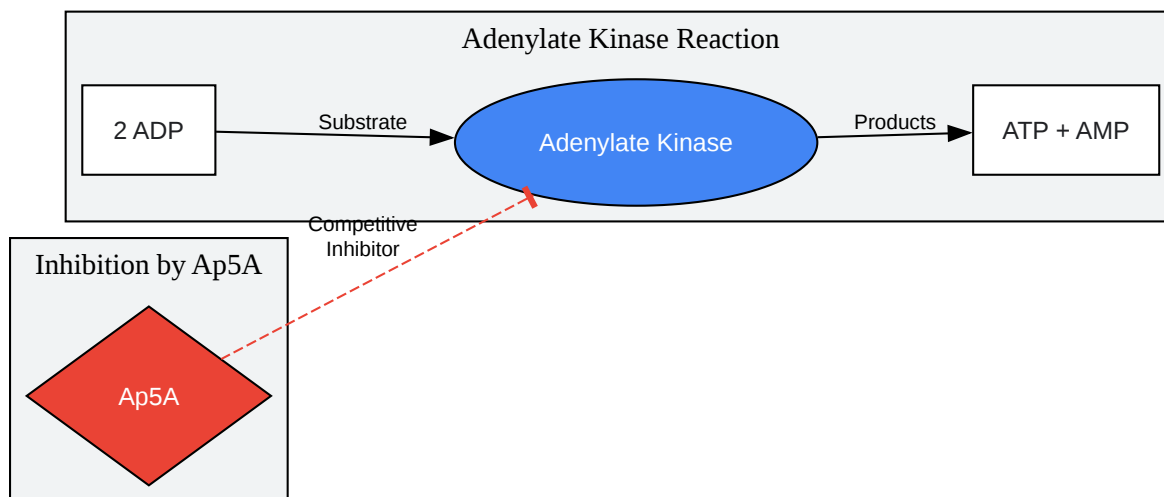 Adenylate Kinase Reaction
2 ADP
Substrate
Adenylate Kinase
Products
ATP + AMP
Competitive
Inhibitor
Inhibition by Ap5A
Ap5A